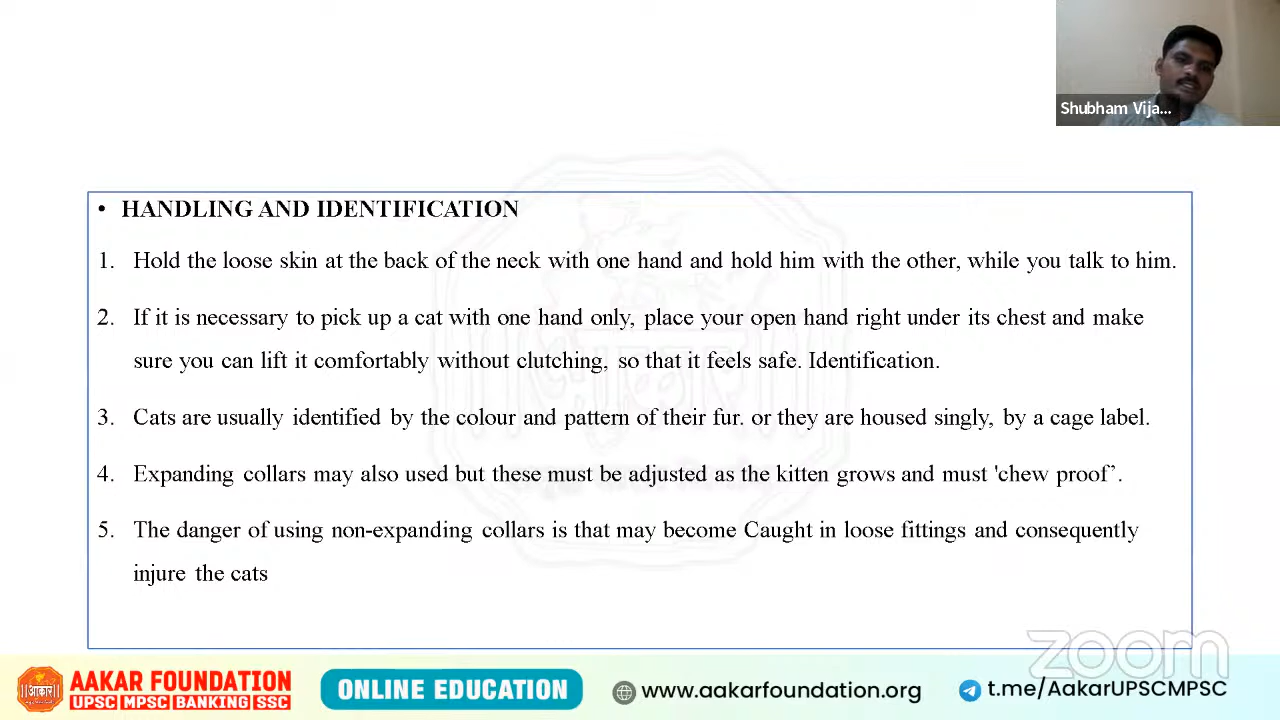 Shubham Vija...
• HANDLING AND IDENTIFICATION
1. Hold the loose skin at the back of the neck with one hand and hold him with the other, while you talk to him.
2. If it is necessary to pick up a cat with one hand only, place your open hand right under its chest and make
sure you can lift it comfortably without clutching, so that it feels safe. Identification.
3. Cats are usually identified by the colour and pattern of their fur. or they are housed singly, by a cage label.
4. Expanding collars may also used but these must be adjusted as the kitten grows and must 'chew proof’.
5. The danger of using non-expanding collars is that may become Caught in loose fittings and consequently
injure the cats
zoom
आकार
AAKAR FOUNDATION
UPSC MPSC BANKING SSC
ONLINE EDUCATION
www.aakarfoundation.org
t.me/AakarUPSCMPSC